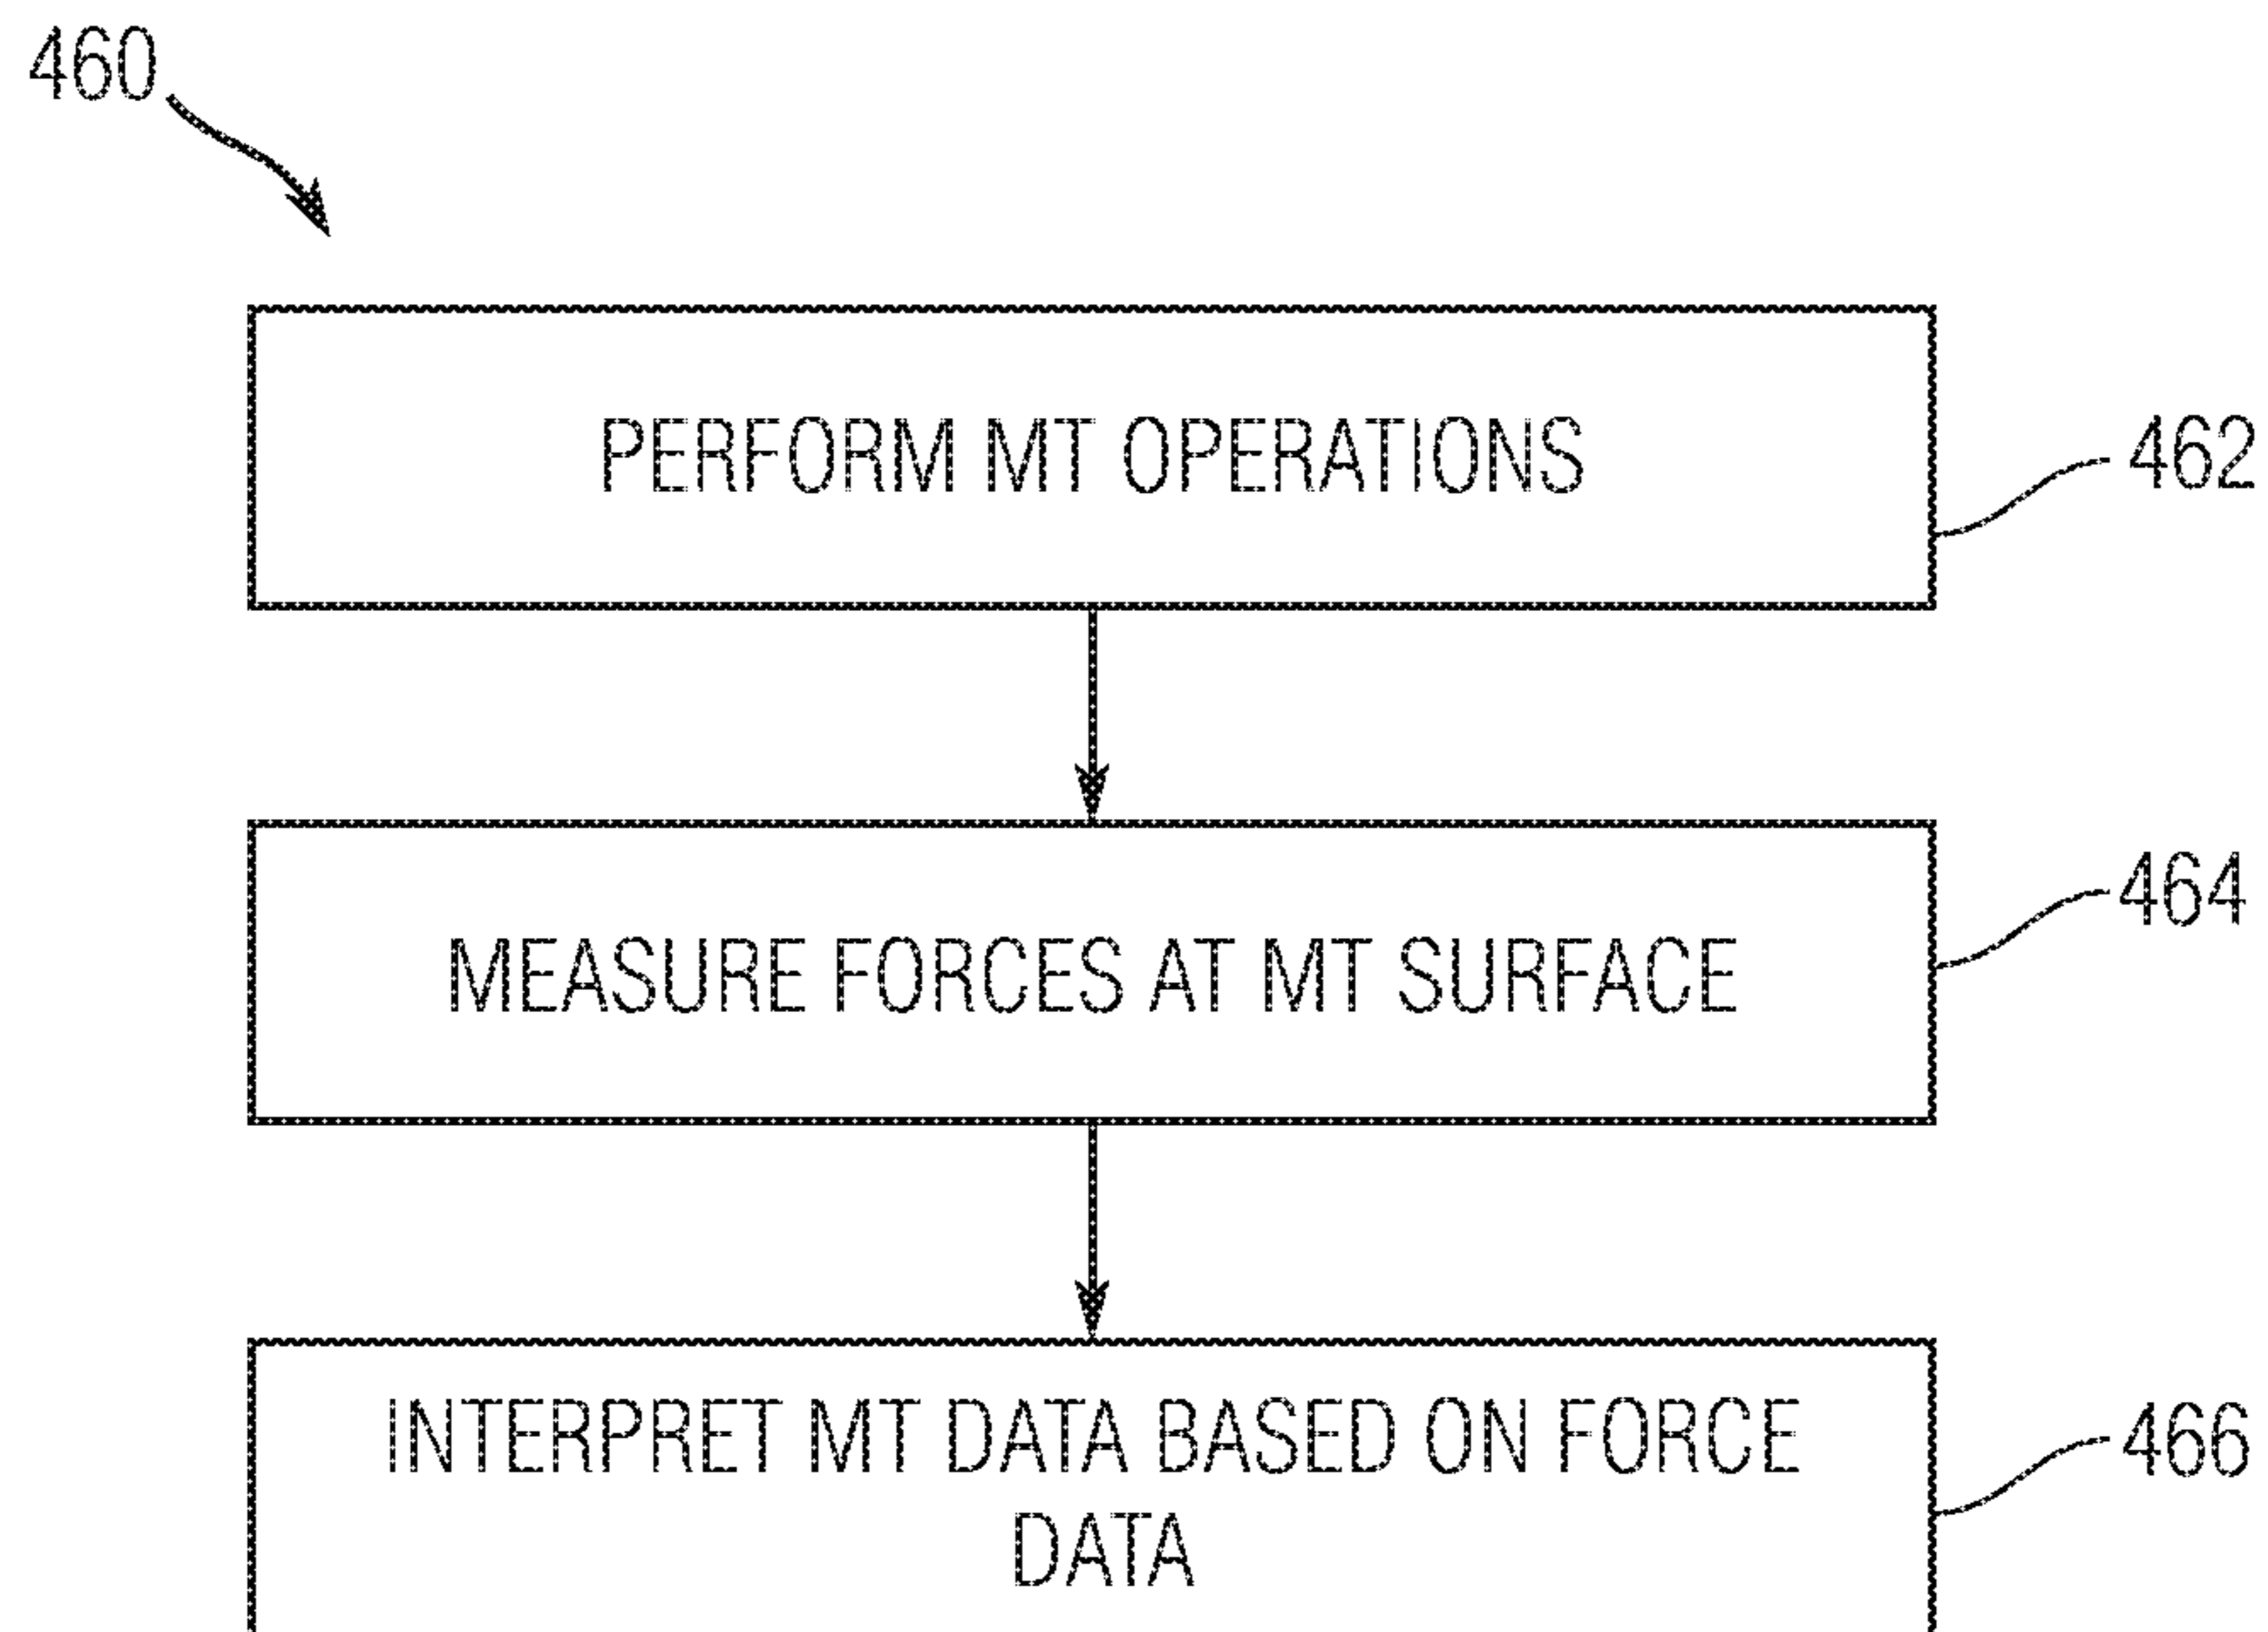 460
PERFORM MT OPERATIONS
462
MEASURE FORCES AT MT SURFACE
464
INTERPRET MT DATA BASED ON FORCE
DATA
466